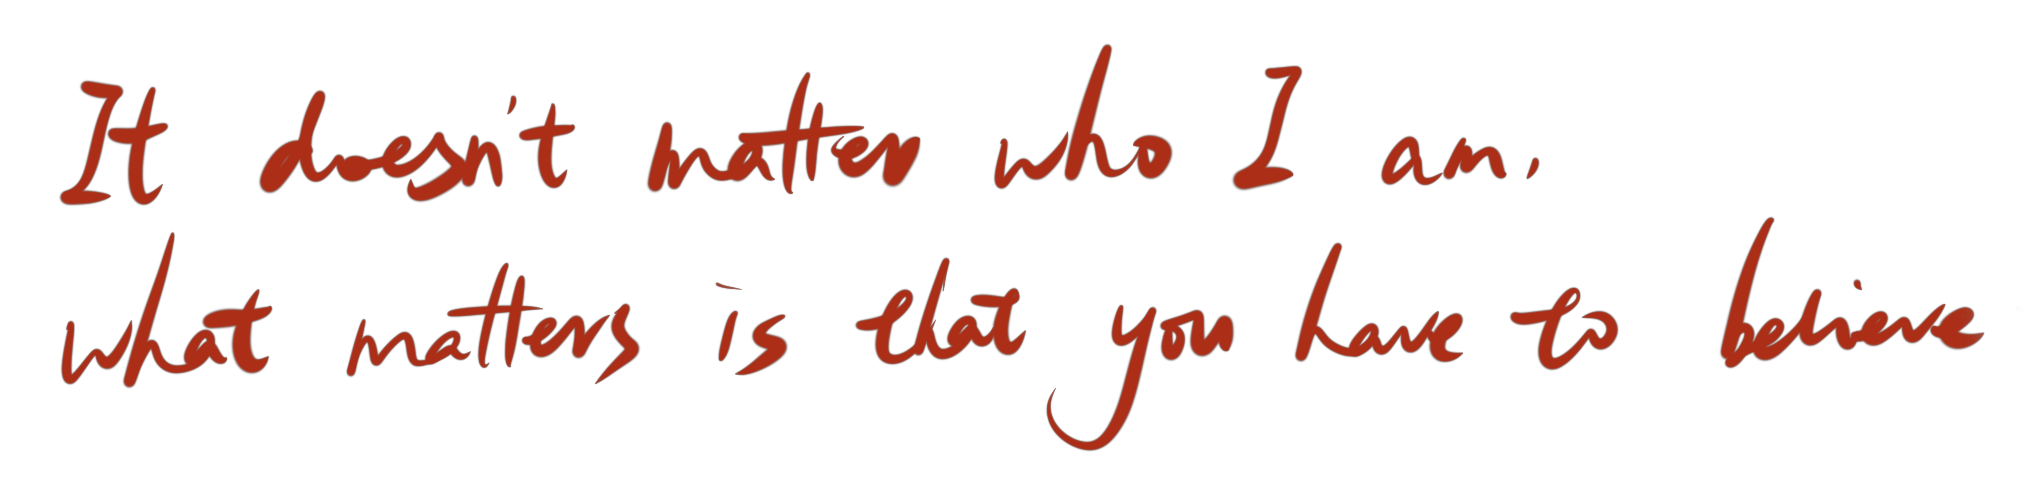 It doesn't matter who I am,
what matters is that you have to believe